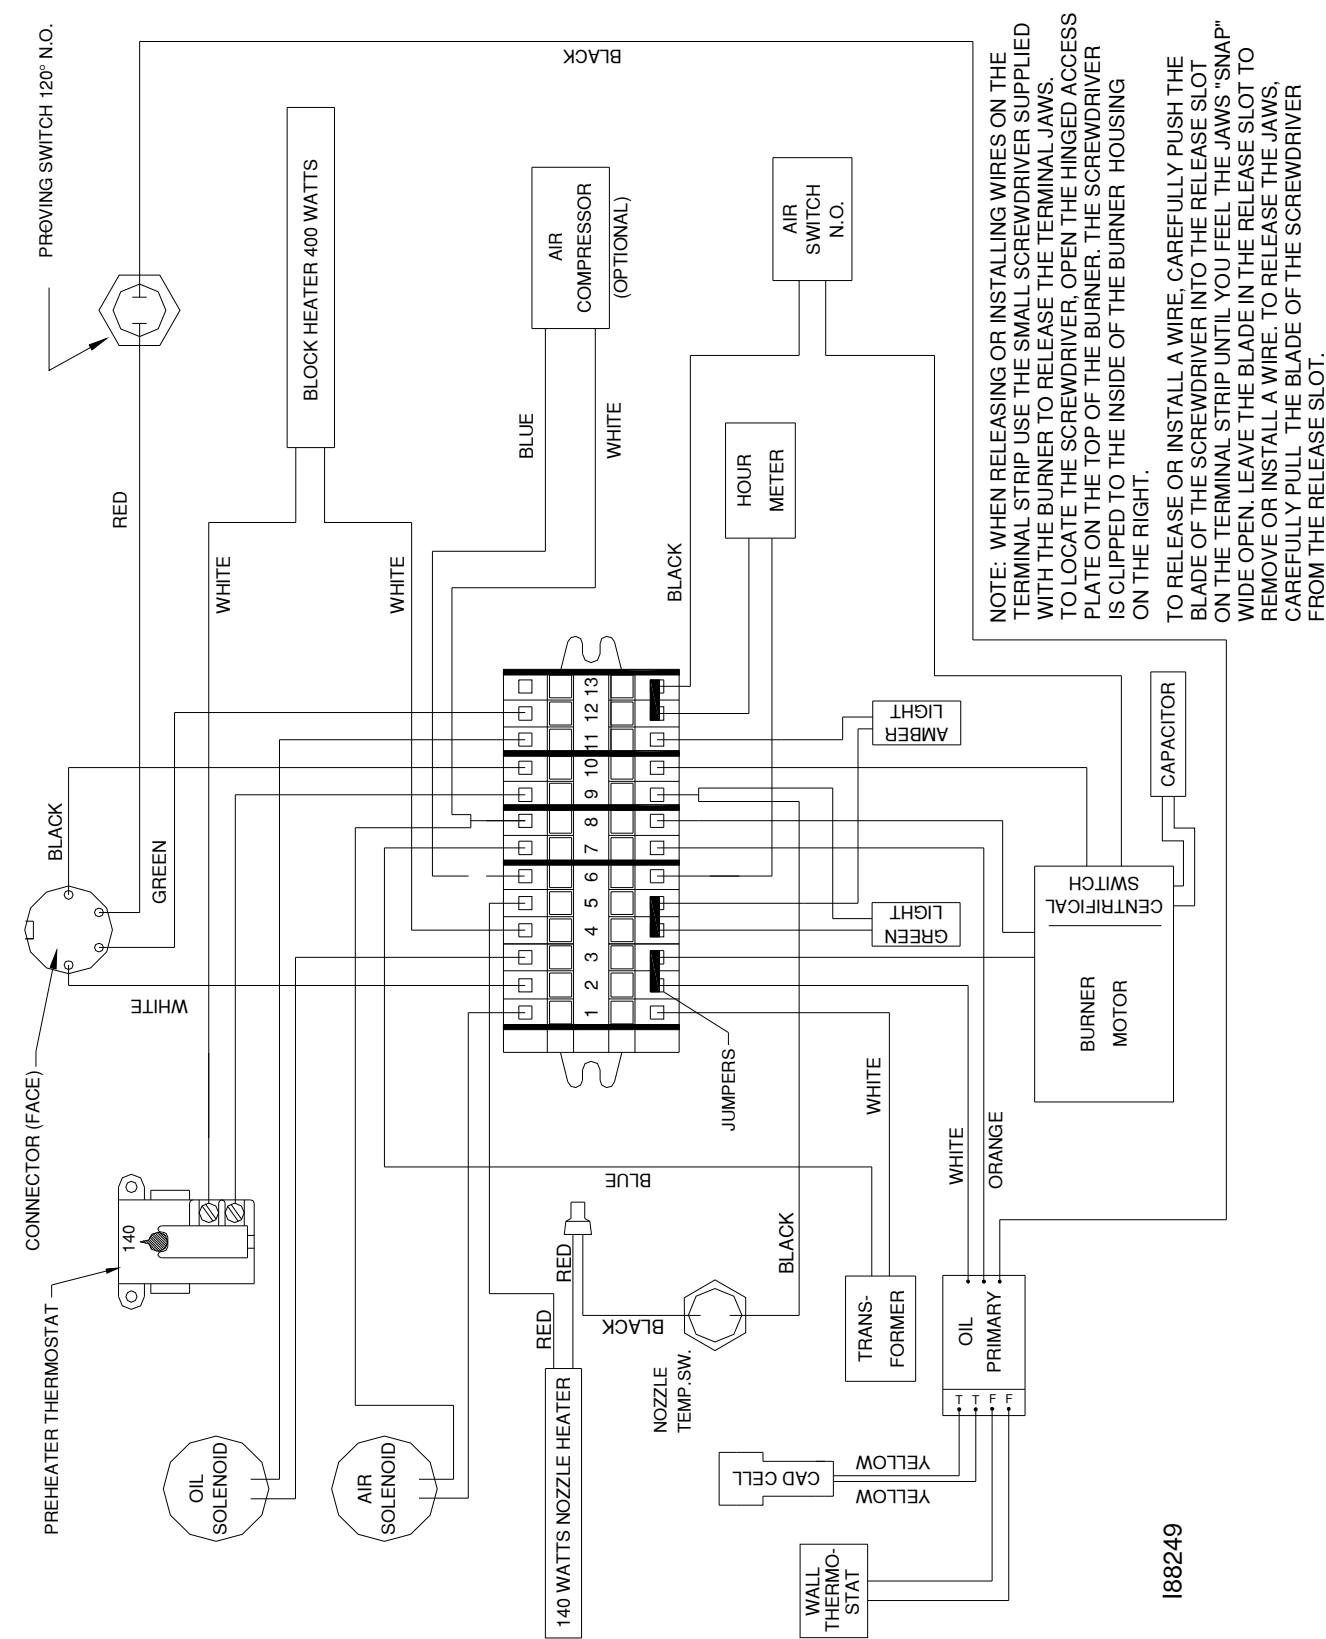 PROVING SWITCH 120° N.O.
BLACK
RED
BLOCK HEATER 400 WATTS
WHITE
WHITE
AIR
COMPRESSOR
(OPTIONAL)
BLUE
WHITE
AIR
SWITCH
N.O.
HOUR
METER
BLACK
NOTE: WHEN RELEASING OR INSTALLING WIRES ON THE
TERMINAL STRIP USE THE SMALL SCREWDRIVER SUPPLIED
WITH THE BURNER TO RELEASE THE TERMINAL JAWS.
TO LOCATE THE SCREWDRIVER, OPEN THE HINGED ACCESS
PLATE ON THE TOP OF THE BURNER. THE SCREWDRIVER
IS CLIPPED TO THE INSIDE OF THE BURNER HOUSING
ON THE RIGHT.
TO RELEASE OR INSTALL A WIRE, CAREFULLY PUSH THE
BLADE OF THE SCREWDRIVER INTO THE RELEASE SLOT
ON THE TERMINAL STRIP UNTIL YOU FEEL THE JAWS "SNAP"
WIDE OPEN. LEAVE THE BLADE IN THE RELEASE SLOT TO
REMOVE OR INSTALL A WIRE. TO RELEASE THE JAWS,
CAREFULLY PULL THE BLADE OF THE SCREWDRIVER
FROM THE RELEASE SLOT.
CONNECTOR (FACE)
BLACK
GREEN
WHITE
1
2
3
4
5
6
7
8
9
10
11
12
13
JUMPERS
AMBER
LIGHT
GREEN
LIGHT
CAPACITOR
CENTRIFICAL
SWITCH
BURNER
MOTOR
PREHEATER THERMOSTAT
140
OIL
SOLENOID
AIR
SOLENOID
BLUE
140 WATTS NOZZLE HEATER
RED
RED
BLACK
NOZZLE
TEMP.SW.
BLACK
TRANS-
FORMER
WHITE
WHITE
ORANGE
OIL
PRIMARY
T
T
F
F
CAD CELL
YELLOW
YELLOW
WALL
THERMO-
STAT
I88249